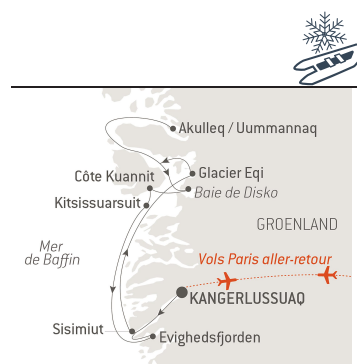 Akulleq / Uummannaq
Côte Kuannit
Glacier Eqi
Baie de Disko
Kitsissuarsuit
GROENLAND
Mer
de Baffin
Vols Paris aller-retour
KANGERLUSSUAQ
Sisimiut
Evighedsfjorden